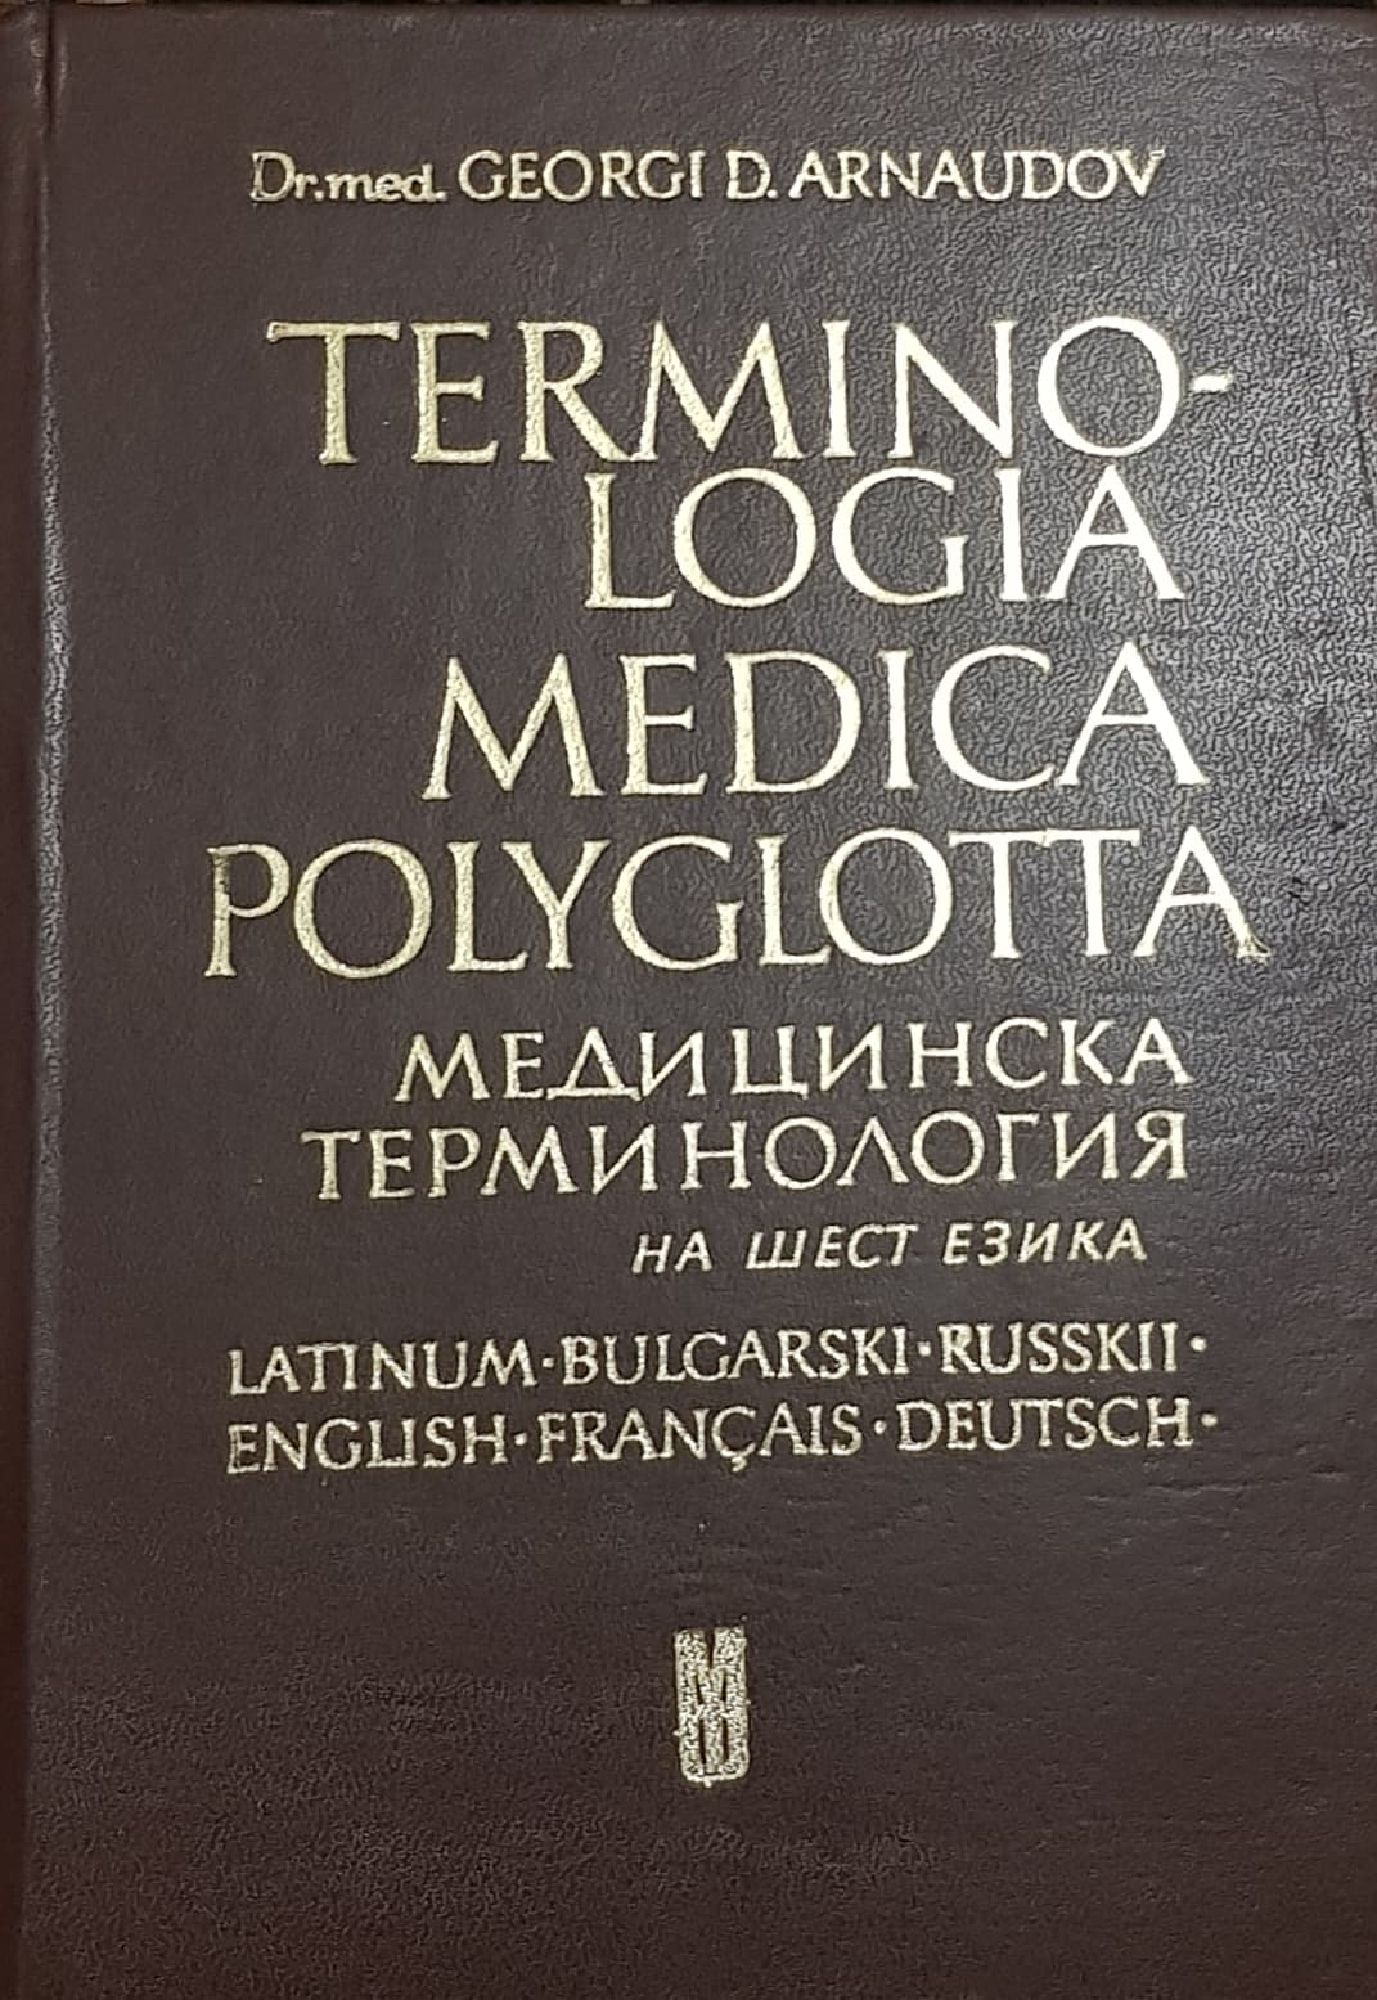 Dr. med. GEORGI D. ARNAUDOV
TERMINO-
LOGIA
MEDICA
POLYGLOTTA
МЕДИЦИНСКА
ТЕРМИНОЛОГИЯ
НА ШЕСТ ЕЗИКА
LATINUM · BULGARSKI · RUSSKII ·
ENGLISH · FRANÇAIS · DEUTSCH ·